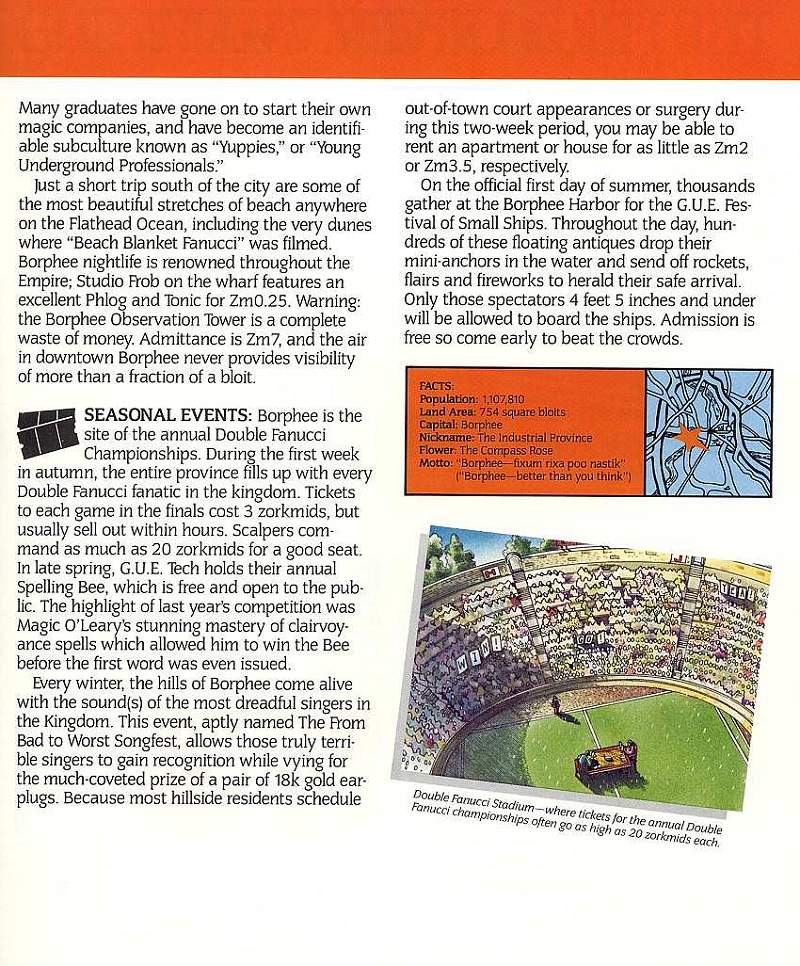 Many graduates have gone on to start their own
magic companies, and have become an identifi-
able subculture known as “Yuppies,” or “Young
Underground Professionals.”
Just a short trip south of the city are some of
the most beautiful stretches of beach anywhere
on the Flathead Ocean, including the very dunes
where “Beach Blanket Fanucci” was filmed.
Borphee nightlife is renowned throughout the
Empire; Studio Frob on the wharf features an
excellent Phlog and Tonic for Zm0.25. Warning:
the Borphee Observation Tower is a complete
waste of money. Admittance is Zm7, and the air
in downtown Borphee never provides visibility
of more than a fraction of a bloit.
SEASONAL EVENTS: Borphee is the
site of the annual Double Fanucci
Championships. During the first week
in autumn, the entire province fills up with every
Double Fanucci fanatic in the kingdom. Tickets
to each game in the finals cost 3 zorkmids, but
usually sell out within hours. Scalpers com-
mand as much as 20 zorkmids for a good seat.
In late spring, G.U.E. Tech holds their annual
Spelling Bee, which is free and open to the pub-
lic. The highlight of last year’s competition was
Magic O’Leary’s stunning mastery of clairvoy-
ance spells which allowed him to win the Bee
before the first word was even issued.
Every winter, the hills of Borphee come alive
with the sound(s) of the most dreadful singers in
the Kingdom. This event, aptly named The From
Bad to Worst Songfest, allows those truly terri-
ble singers to gain recognition while vying for
the much-coveted prize of a pair of 18k gold ear-
plugs. Because most hillside residents schedule
out-of-town court appearances or surgery dur-
ing this two-week period, you may be able to
rent an apartment or house for as little as Zm2
or Zm3.5, respectively.
On the official first day of summer, thousands
gather at the Borphee Harbor for the G.U.E. Fes-
tival of Small Ships. Throughout the day, hun-
dreds of these floating antiques drop their
mini-anchors in the water and send off rockets,
flairs and fireworks to herald their safe arrival.
Only those spectators 4 feet 5 inches and under
will be allowed to board the ships. Admission is
free so come early to beat the crowds.
FACTS:
Population: 1,107,810
Land Area: 754 square bloits
Capital: Borphee
Nickname: The Industrial Province
Flower: The Compass Rose
Motto: “Borphee—fixum rixa poo nastik”
(“Borphee—better than you think”)
WIN!
GO!
Double Fanucci Stadium—where tickets for the annual Double
Fanucci championships often go as high as 20 zorkmids each.